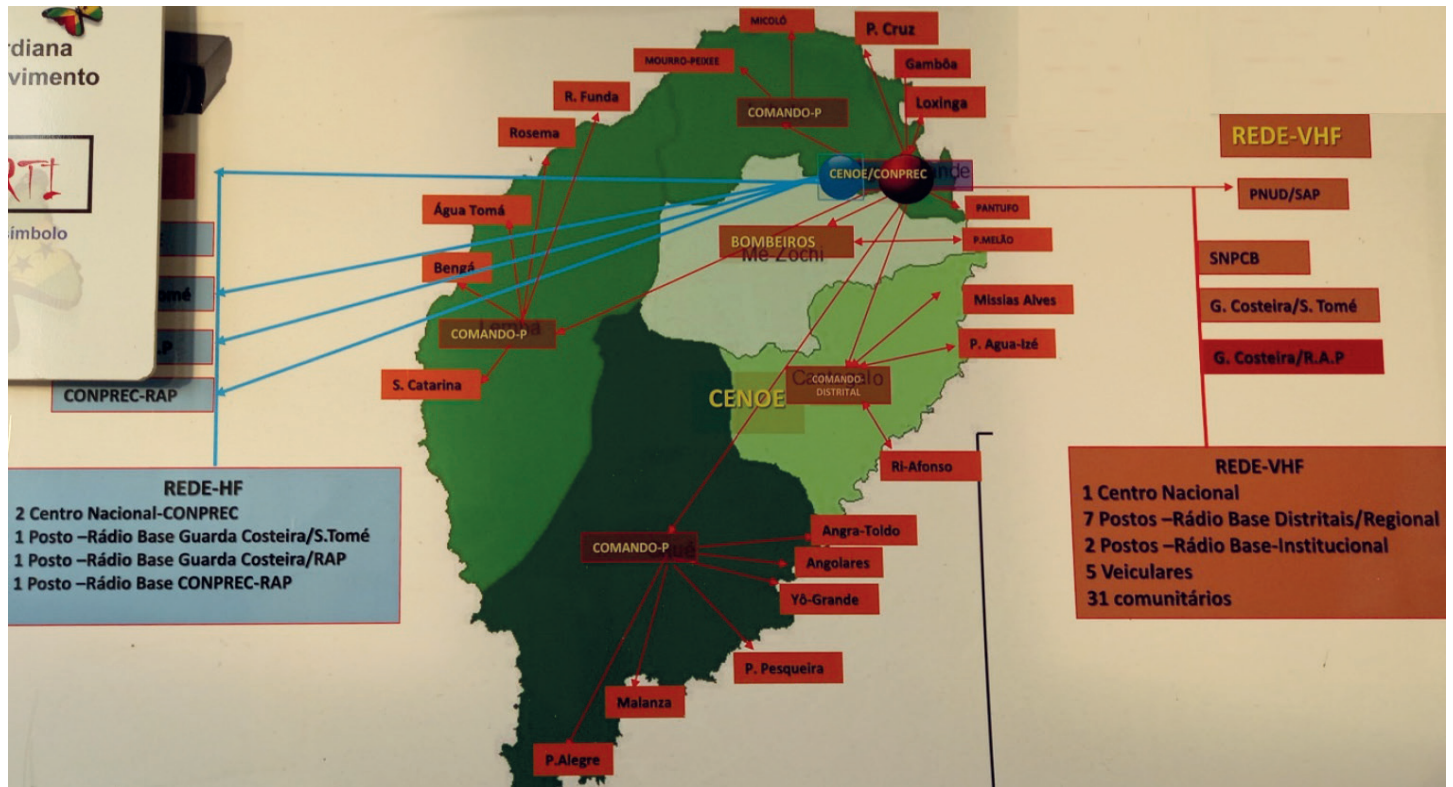 rdiana
vimento
RT!
símbolo
omé
.P
CONPREC-RAP
REDE-HF
2 Centro Nacional-CONPREC
1 Posto –Rádio Base Guarda Costeira/S.Tomé
1 Posto –Rádio Base Guarda Costeira/RAP
1 Posto –Rádio Base CONPREC-RAP
MICOLÓ
P. Cruz
MOURRO-PEIXEE
Gambôa
R. Funda
COMANDO-P
Loxinga
Rosema
CENOE/CONPREC
nde
Água Tomá
PANTUFO
BOMBEIROS
P.MELÃO
Mé-Zochi
Bengá
Missias Alves
COMANDO-P
Lembá
P. Agua-Izé
S. Catarina
COMANDO-
DISTRITAL
CENOE
Ri-Afonso
Angra-Toldo
COMANDO-P
Angolares
Yô-Grande
P. Pesqueira
Malanza
P.Alegre
REDE-VHF
PNUD/SAP
SNPCB
G. Costeira/S. Tomé
G. Costeira/R.A.P
REDE-VHF
1 Centro Nacional
7 Postos –Rádio Base Distritais/Regional
2 Postos –Rádio Base-Institucional
5 Veiculares
31 comunitários